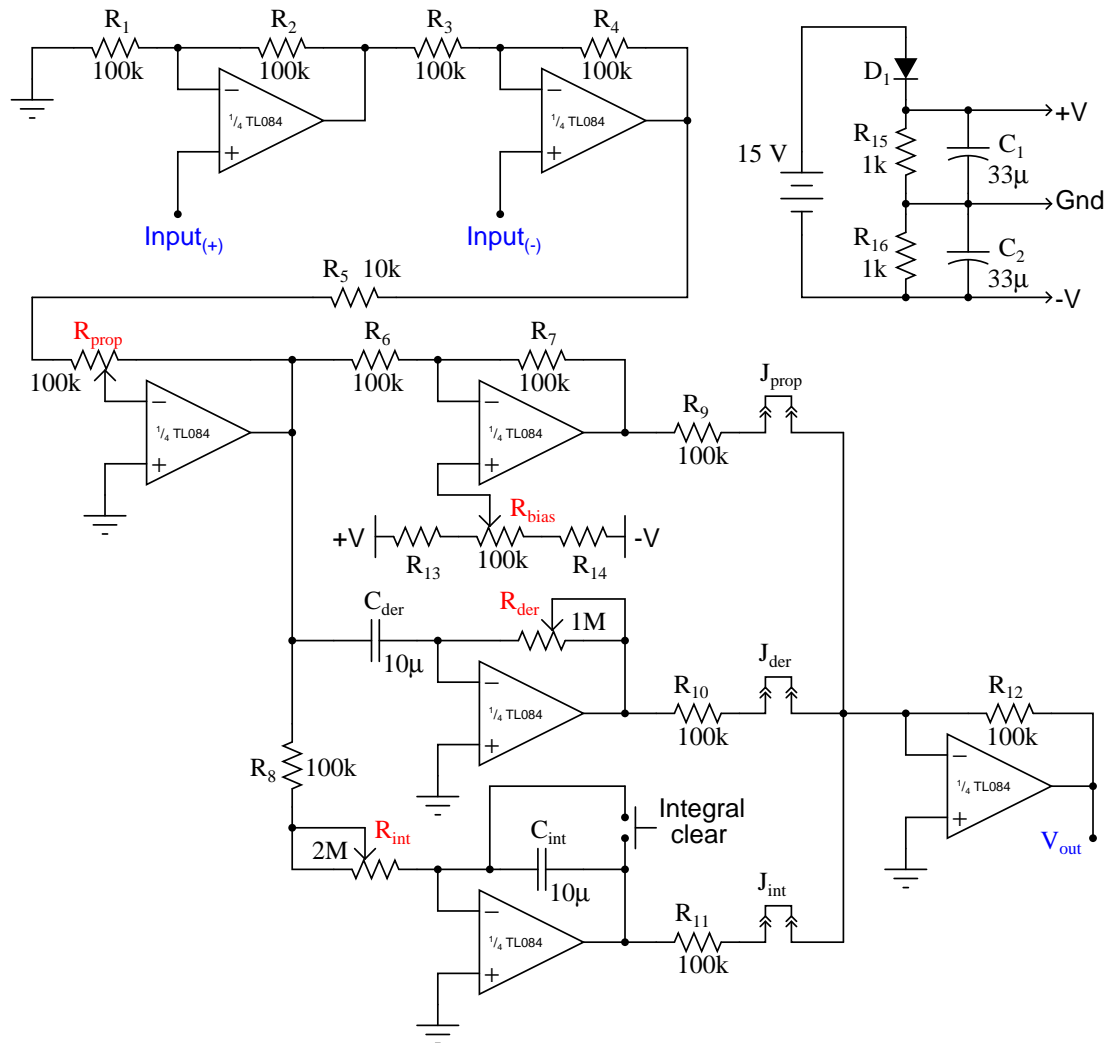 R1 R2 R3 R4
100k 100k 100k 100k
− −
1/4 TL084 1/4 TL084
+ +
Input(+) Input(-)
D1
+V
R15 C1
15 V 1k 33µ
Gnd
R16 C2
1k 33µ
-V
R5 10k
Rprop R6 R7
100k 100k 100k
− −
1/4 TL084 1/4 TL084
+ +
R9 Jprop
100k
Rbias
+V -V
R13 100k R14
Cder Rder
1M
10µ
−
1/4 TL084
+
R10 Jder
100k
R12
100k
−
1/4 TL084
+
Vout
R8 100k
Rint Cint Integral
clear
2M 10µ
−
1/4 TL084
+
R11 Jint
100k